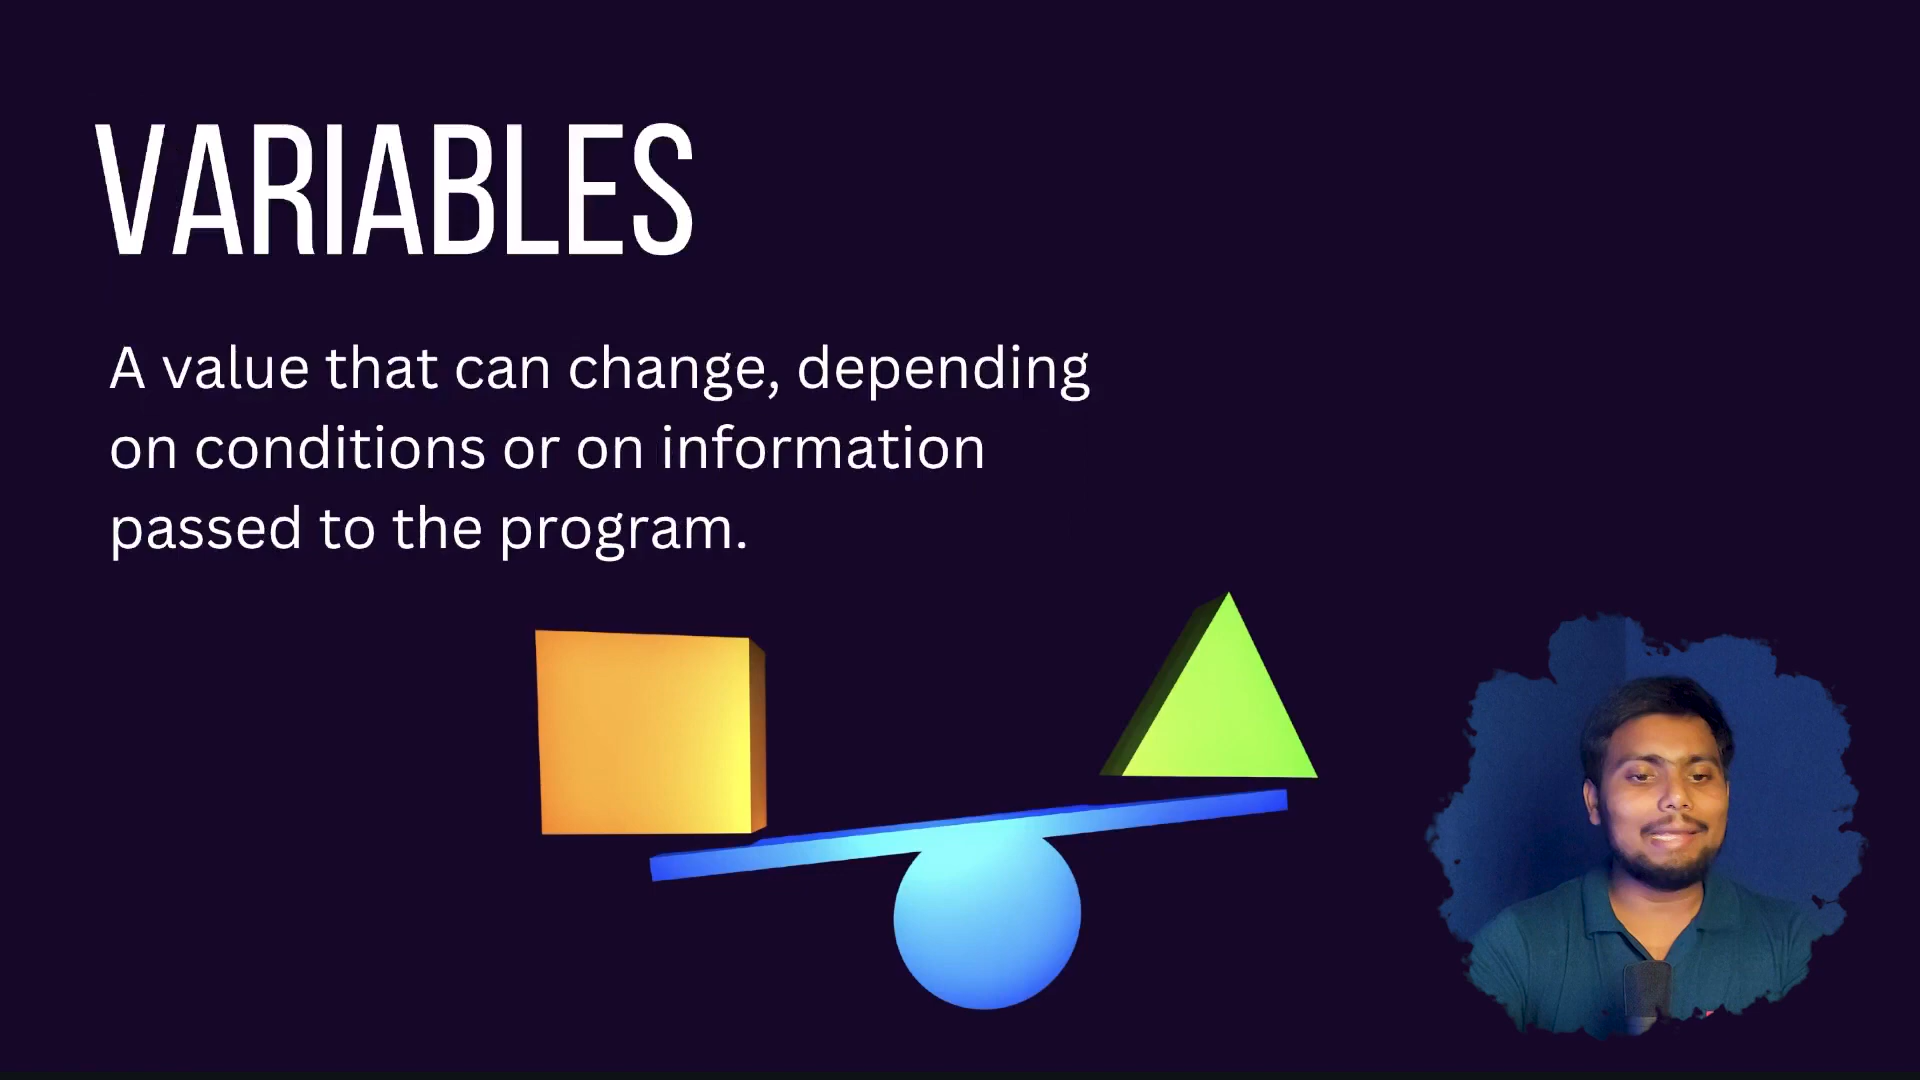 VARIABLES
A value that can change, depending
on conditions or on information
passed to the program.